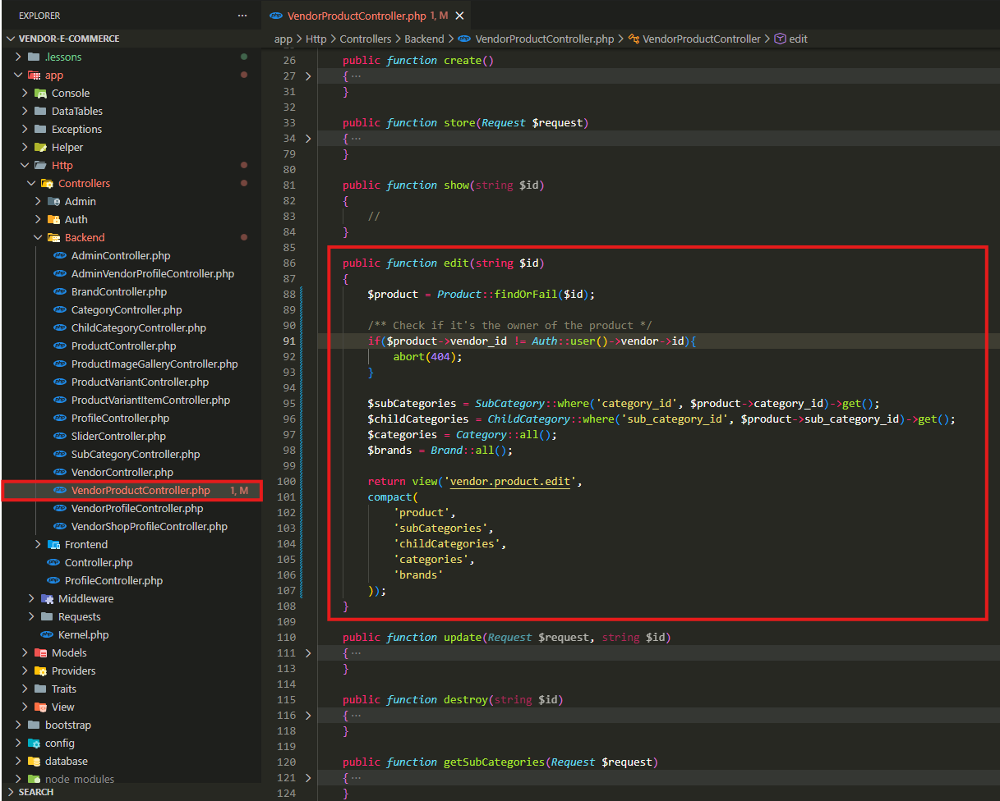 EXPLORER
VENDOR-E-COMMERCE
.lessons
app
Console
DataTables
Exceptions
Helper
Http
Controllers
Admin
Auth
Backend
AdminController.php
AdminVendorProfileController.php
BrandController.php
CategoryController.php
ChildCategoryController.php
ProductController.php
ProductImageGalleryController.php
ProductVariantController.php
ProductVariantItemController.php
ProfileController.php
SliderController.php
SubCategoryController.php
VendorController.php
VendorProductController.php 1, M
VendorProfileController.php
VendorShopProfileController.php
Frontend
Controller.php
ProfileController.php
Middleware
Requests
Kernel.php
Models
Providers
Traits
View
bootstrap
config
database
node_modules
SEARCH
VendorProductController.php 1, M
app > Http > Controllers > Backend > VendorProductController.php > VendorProductController > edit
26 public function create()
27 { ···
31 }
32
33 public function store(Request $request)
34 { ···
79 }
80
81 public function show(string $id)
82 {
83 //
84 }
85
86 public function edit(string $id)
87 {
88 $product = Product::findOrFail($id);
89
90 /** Check if it's the owner of the product */
91 if($product->vendor_id != Auth::user()->vendor->id){
92 abort(404);
93 }
94
95 $subCategories = SubCategory::where('category_id', $product->category_id)->get();
96 $childCategories = ChildCategory::where('sub_category_id', $product->sub_category_id)->get();
97 $categories = Category::all();
98 $brands = Brand::all();
99
100 return view('vendor.product.edit',
101 compact(
102 'product',
103 'subCategories',
104 'childCategories',
105 'categories',
106 'brands'
107 ));
108 }
109
110 public function update(Request $request, string $id)
111 { ···
113 }
114
115 public function destroy(string $id)
116 { ···
118 }
119
120 public function getSubCategories(Request $request)
121 { ···
124 }